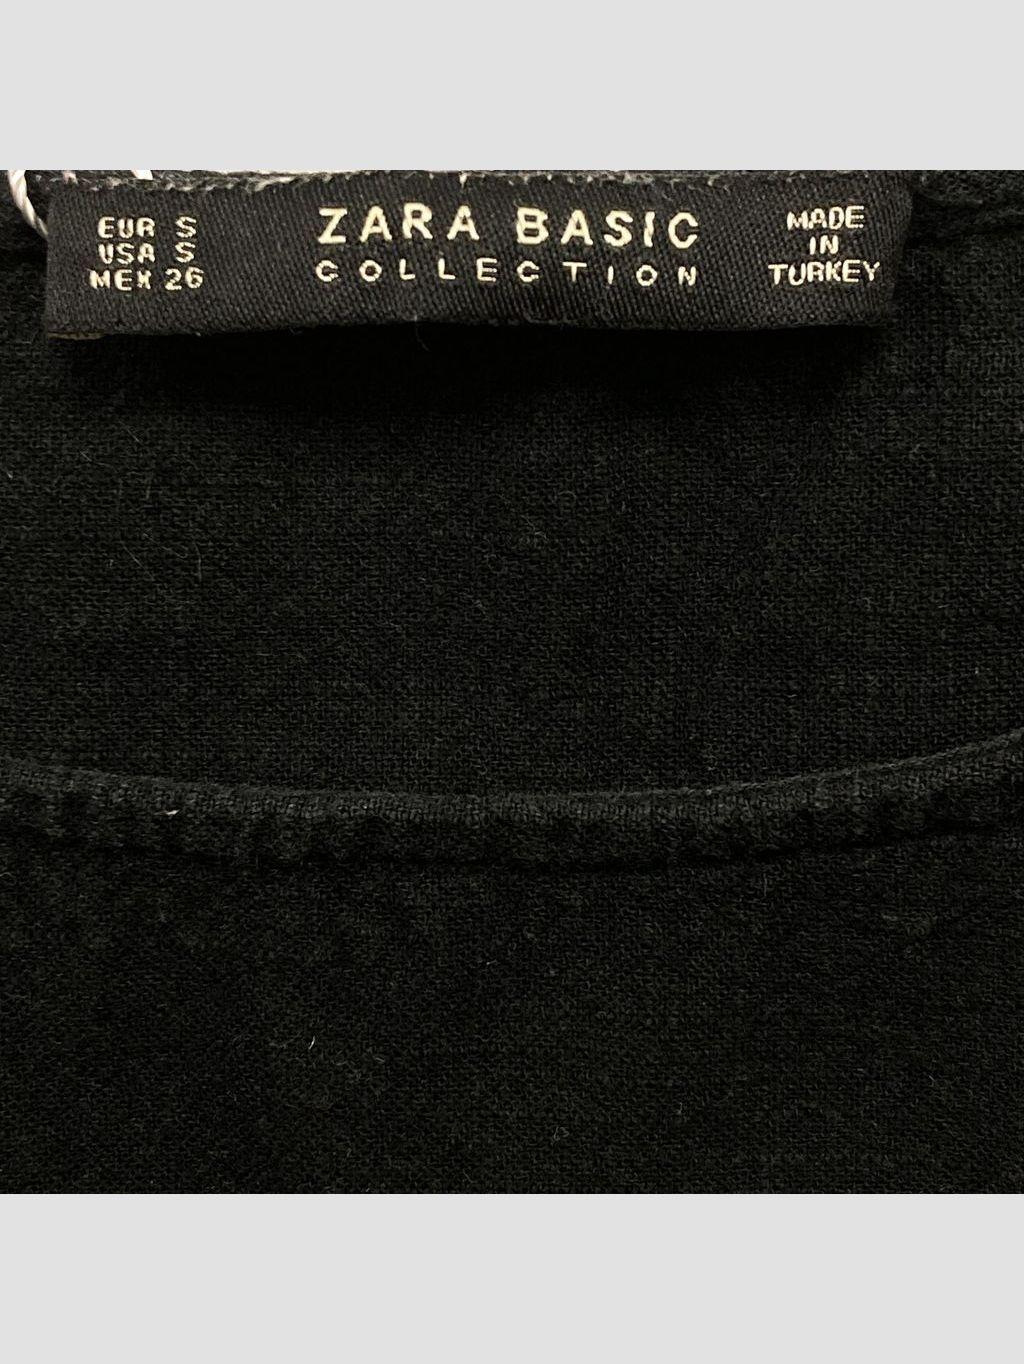 EUR S
USA S
MEX 26
ZARA BASIC
COLLECTION
MADE
IN
TURKEY